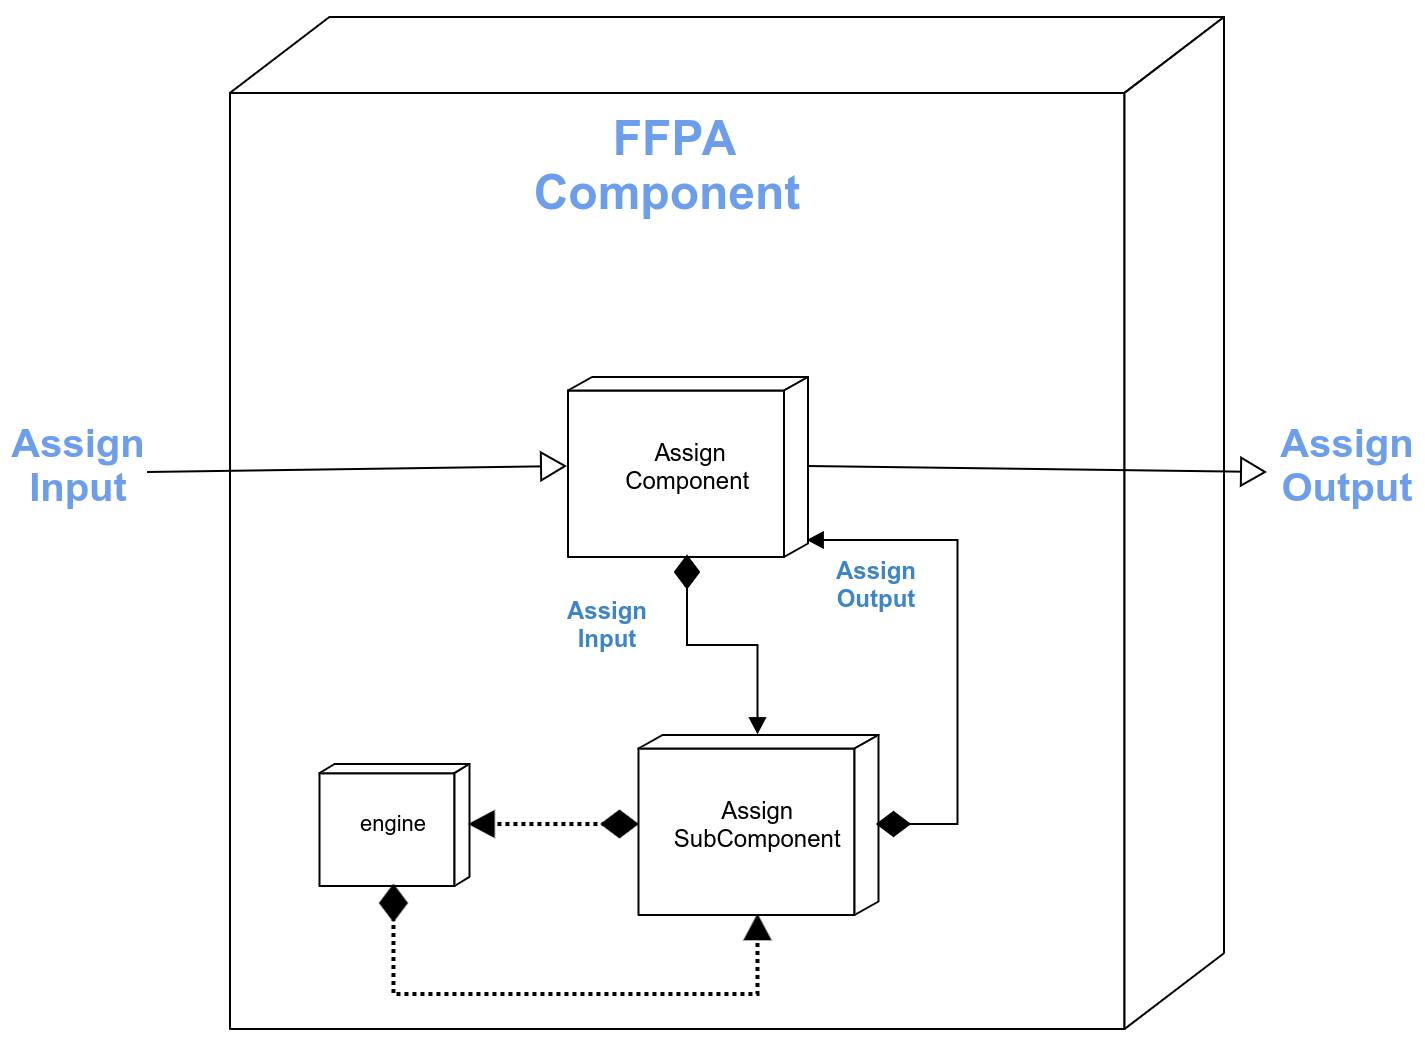 FFPA
Component
Assign
Input
Assign
Component
Assign
Output
Assign
Output
Assign
Input
engine
Assign
SubComponent